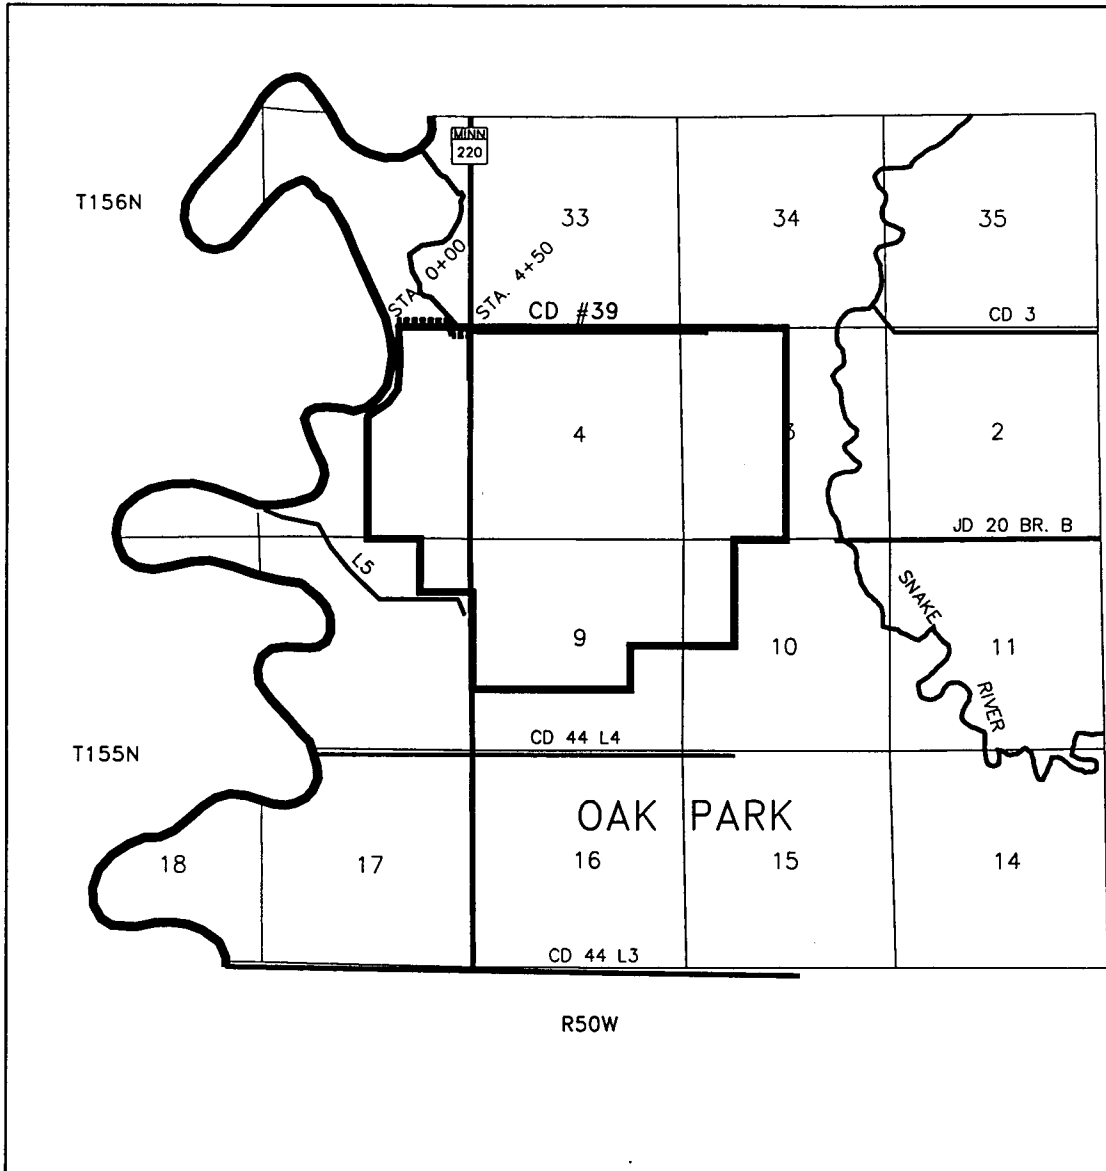 MINN
220
T156N
33
34
35
STA. 0+00
STA. 4+50
CD #39
CD 3
4
3
2
JD 20 BR. B
L5
SNAKE
RIVER
9
10
11
CD 44 L4
T155N
OAK PARK
18
17
16
15
14
CD 44 L3
R50W